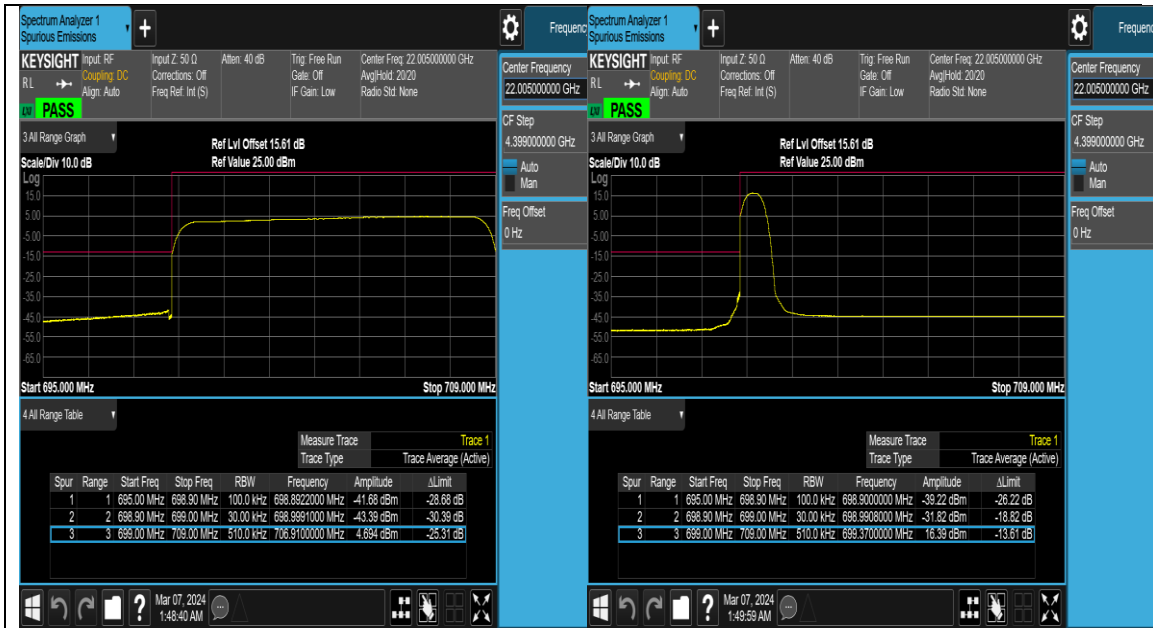 Spectrum Analyzer 1
Spurious Emissions
+
Frequenc
KEYSIGHT Input: RF Input Z: 50 Ω Atten: 40 dB Trig: Free Run Center Freq: 22.005000000 GHz
Coupling: DC Corrections: Off Gate: Off Avg|Hold: 20/20
RL Align: Auto Freq Ref: Int (S) IF Gain: Low Radio Std: None
PASS
Center Frequency
22.005000000 GHz
CF Step
4.399000000 GHz
Auto
Man
Freq Offset
0 Hz
3 All Range Graph
Ref Lvl Offset 15.61 dB
Scale/Div 10.0 dB Ref Value 25.00 dBm
Log
15.0
5.00
-5.00
-15.0
-25.0
-35.0
-45.0
-55.0
-65.0
Start 695.000 MHz Stop 709.000 MHz
4 All Range Table
Measure Trace Trace 1
Trace Type Trace Average (Active)
Spur Range Start Freq Stop Freq RBW Frequency Amplitude ΔLimit
1 1 695.00 MHz 698.90 MHz 100.0 kHz 698.8922000 MHz -41.68 dBm -28.68 dB
2 2 698.90 MHz 699.00 MHz 30.00 kHz 698.9991000 MHz -43.39 dBm -30.39 dB
3 3 699.00 MHz 709.00 MHz 510.0 kHz 706.9100000 MHz 4.694 dBm -25.31 dB
?
Mar 07, 2024
1:48:40 AM
Spectrum Analyzer 1
Spurious Emissions
+
Frequenc
KEYSIGHT Input: RF Input Z: 50 Ω Atten: 40 dB Trig: Free Run Center Freq: 22.005000000 GHz
Coupling: DC Corrections: Off Gate: Off Avg|Hold: 20/20
RL Align: Auto Freq Ref: Int (S) IF Gain: Low Radio Std: None
PASS
Center Frequency
22.005000000 GHz
CF Step
4.399000000 GHz
Auto
Man
Freq Offset
0 Hz
3 All Range Graph
Ref Lvl Offset 15.61 dB
Scale/Div 10.0 dB Ref Value 25.00 dBm
Log
15.0
5.00
-5.00
-15.0
-25.0
-35.0
-45.0
-55.0
-65.0
Start 695.000 MHz Stop 709.000 MHz
4 All Range Table
Measure Trace Trace 1
Trace Type Trace Average (Active)
Spur Range Start Freq Stop Freq RBW Frequency Amplitude ΔLimit
1 1 695.00 MHz 698.90 MHz 100.0 kHz 698.9000000 MHz -39.22 dBm -26.22 dB
2 2 698.90 MHz 699.00 MHz 30.00 kHz 698.9908000 MHz -31.82 dBm -18.82 dB
3 3 699.00 MHz 709.00 MHz 510.0 kHz 699.3700000 MHz 16.39 dBm -13.61 dB
?
Mar 07, 2024
1:49:59 AM